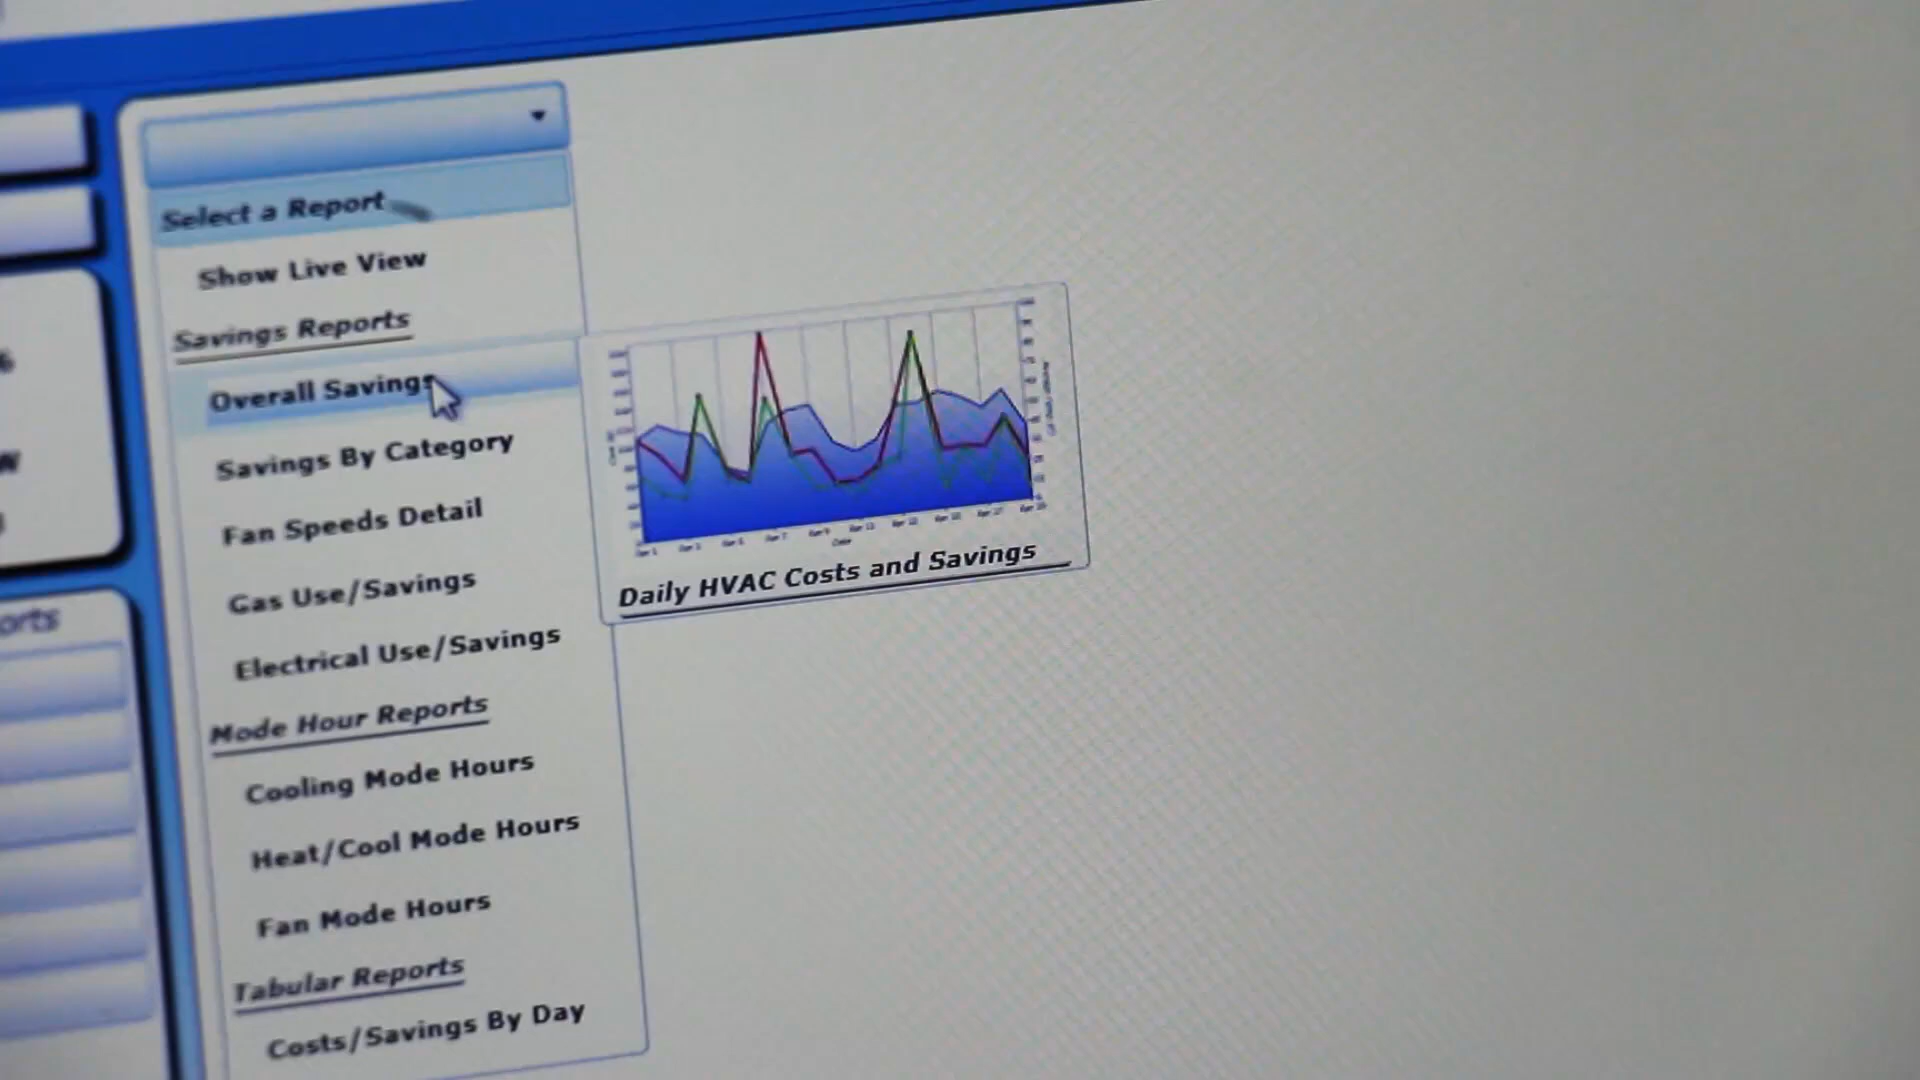 Select a Report
Show Live View
Savings Reports
Overall Savings
Savings By Category
Fan Speeds Detail
Gas Use/Savings
Electrical Use/Savings
Mode Hour Reports
Cooling Mode Hours
Heat/Cool Mode Hours
Fan Mode Hours
Tabular Reports
Costs/Savings By Day
Daily HVAC Costs and Savings
orts